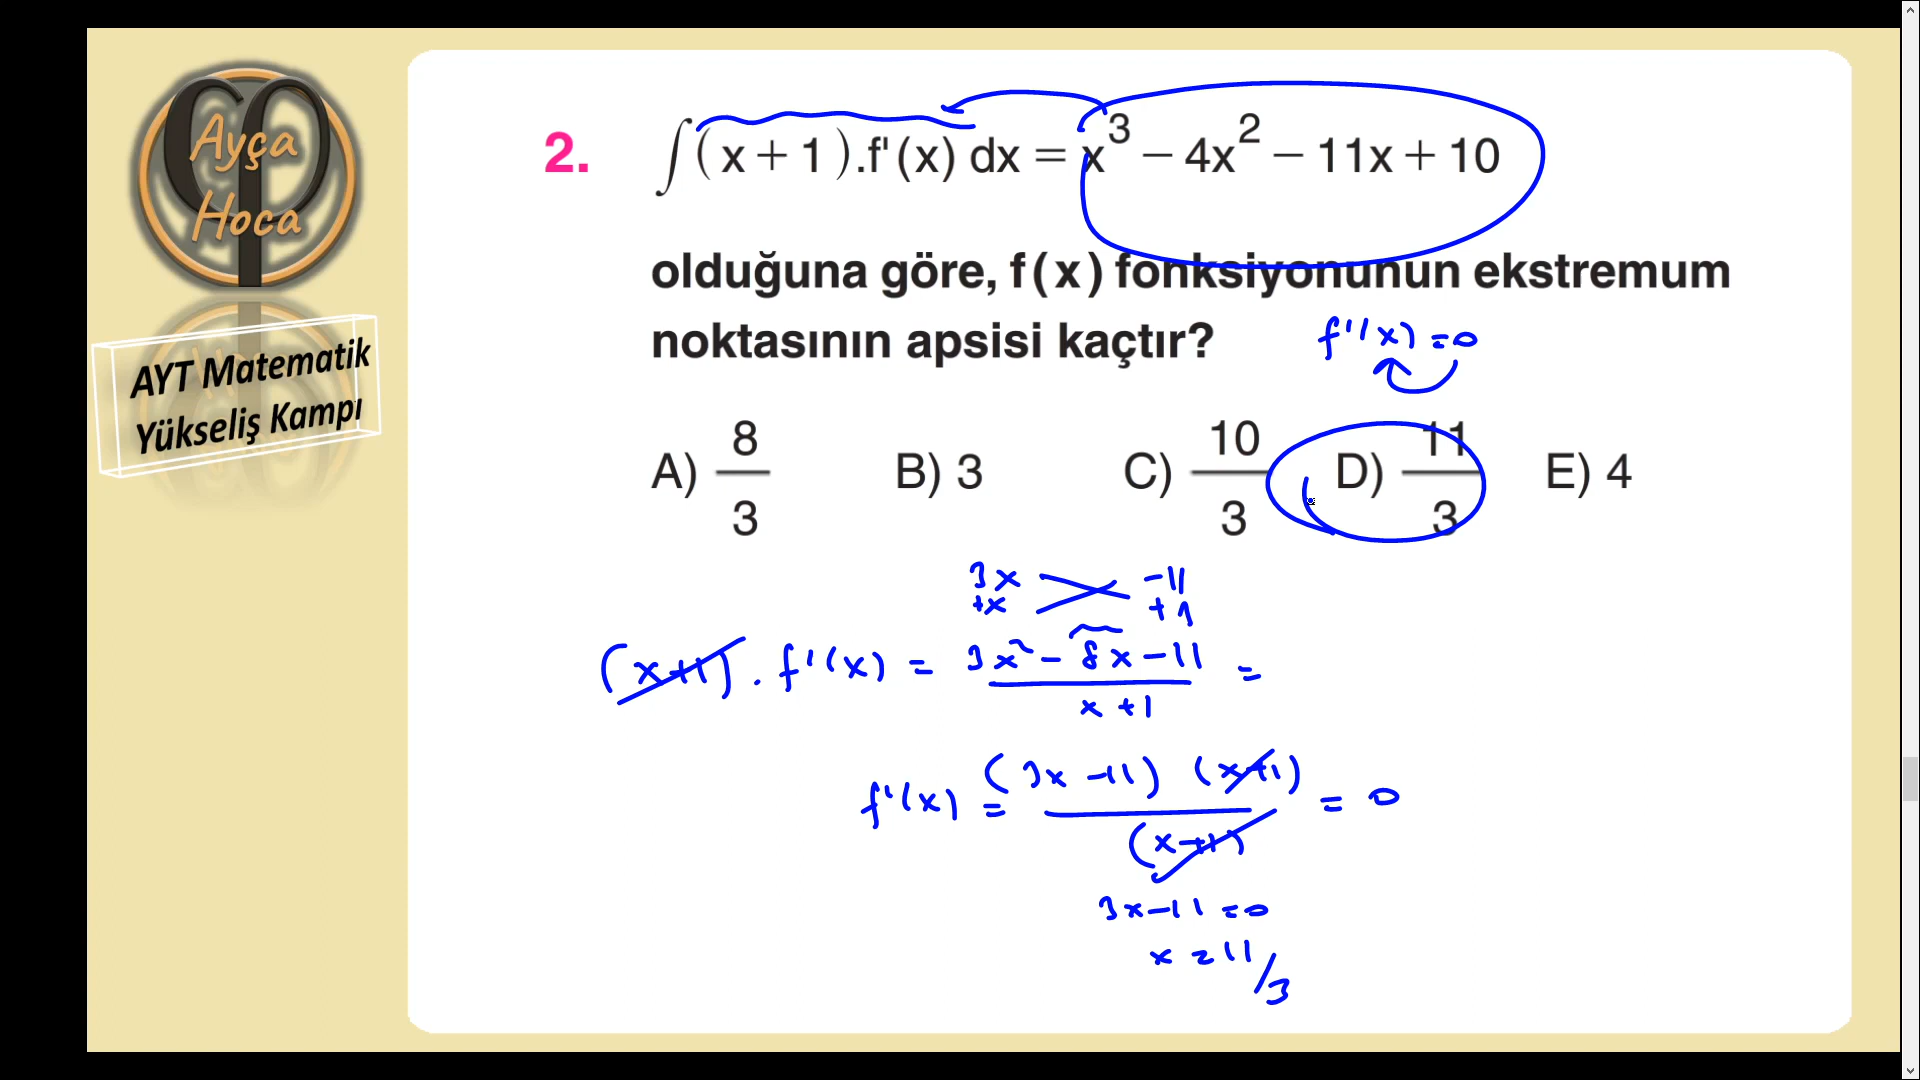 Ayça
Hoca
AYT Matematik
Yükseliş Kampı
2. ∫(x+1).f'(x) dx = x³ − 4x² − 11x + 10
olduğuna göre, f(x) fonksiyonunun ekstremum
noktasının apsisi kaçtır?
f'(x) = 0
A) 8/3 B) 3 C) 10/3 D) 11/3 E) 4
3x −11
+x +1
(x+1) . f'(x) = 3x² − 8x − 11 =
x+1
f'(x) = (3x −11) (x+1) = 0
(x+1)
3x−11 = 0
x = 11/3